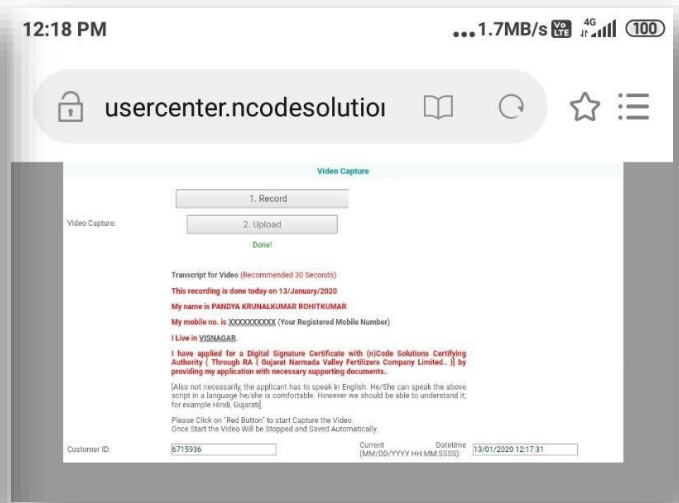 12:18 PM
...1.7MB/s Vo LTE 4G 100
usercenter.ncodesolution
Video Capture
1. Record
Video Capture:
2. Upload
Done!
Transcript for Video (Recommended 30 Seconds)
This recording is done today on 13/January/2020
My name is PANDYA KRUNALKUMAR ROHITKUMAR
My mobile no. is XXXXXXXXXX (Your Registered Mobile Number)
I Live in VISNAGAR.
I have applied for a Digital Signature Certificate with (n)Code Solutions Certifying
Authority ( Through RA ( Gujarat Narmada Valley Fertilizers Company Limited.. )] by
providing my application with necessary supporting documents..
[Also not necessarily, the applicant has to speak in English. He/She can speak the above
script in a language he/she is comfortable. However we should be able to understand it;
for example Hindi, Gujarati]
Please Click on "Red Button" to start Capture the Video.
Once Start the Video Will be Stopped and Saved Automatically.
Customer ID: 6715936 Current Datetime
(MM/DD/YYYY HH:MM:SSSS): 13/01/2020 12:17:31